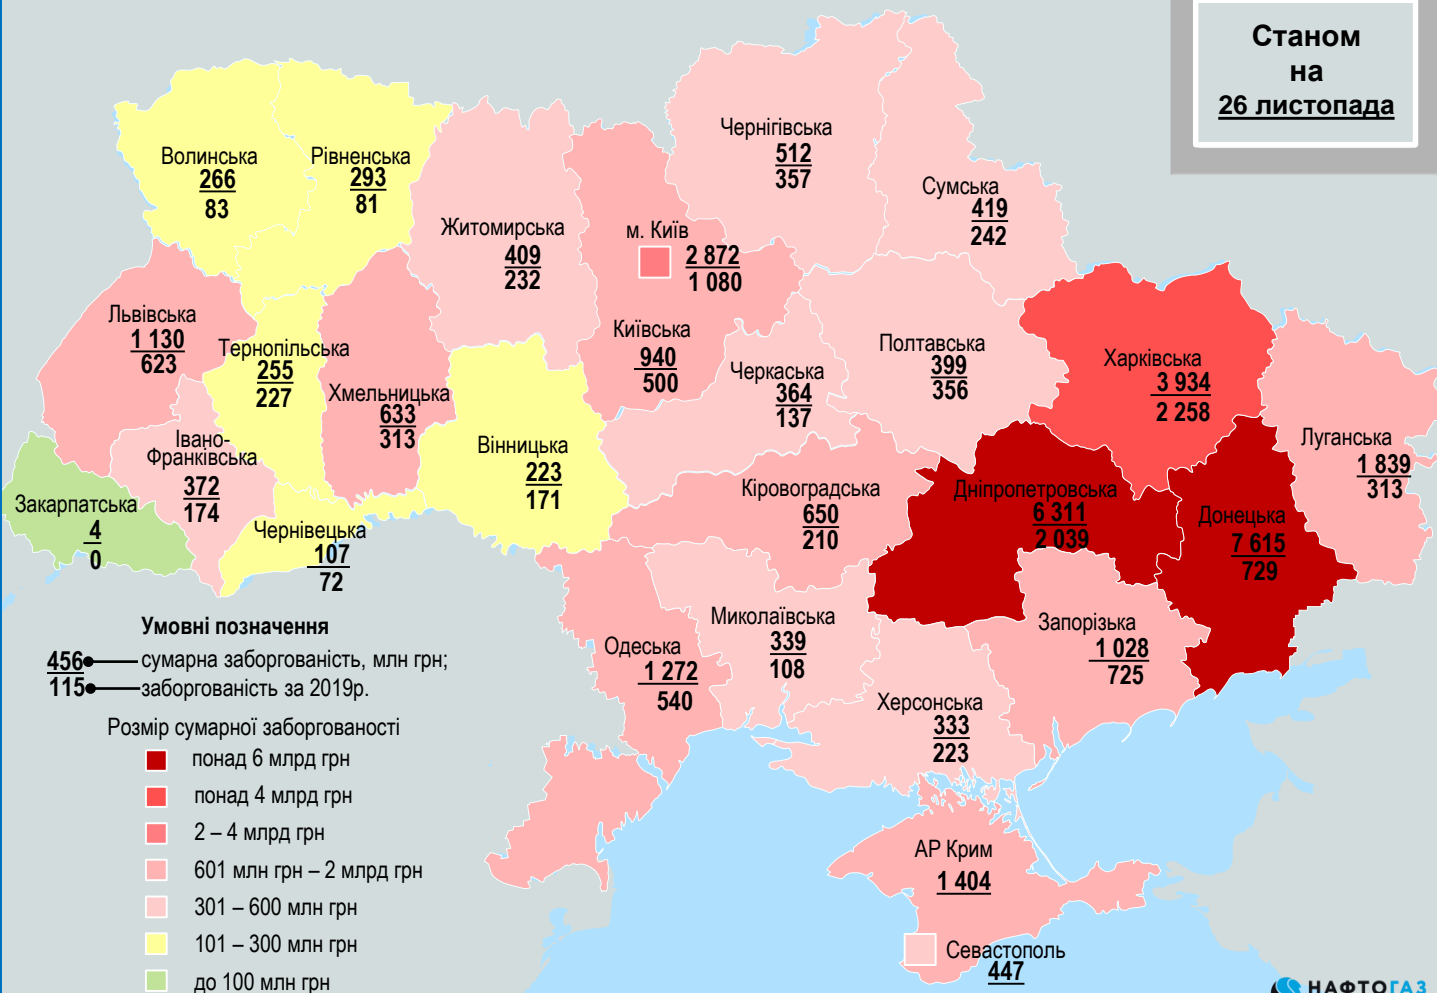 Станом
на
26 листопада
Волинська
266
83
Рівненська
293
81
Житомирська
409
232
м. Київ
2 872
1 080
Київська
940
500
Чернігівська
512
357
Сумська
419
242
Львівська
1 130
623
Тернопільська
255
227
Хмельницька
633
313
Івано-
Франківська
372
174
Закарпатська
4
0
Чернівецька
107
72
Вінницька
223
171
Черкаська
364
137
Полтавська
399
356
Харківська
3 934
2 258
Луганська
1 839
313
Кіровоградська
650
210
Дніпропетровська
6 311
2 039
Донецька
7 615
729
Одеська
1 272
540
Миколаївська
339
108
Запорізька
1 028
725
Херсонська
333
223
АР Крим
1 404
Севастополь
447
Умовні позначення
456 сумарна заборгованість, млн грн;
115 заборгованість за 2019р.
Розмір сумарної заборгованості
понад 6 млрд грн
понад 4 млрд грн
2 – 4 млрд грн
601 млн грн – 2 млрд грн
301 – 600 млн грн
101 – 300 млн грн
до 100 млн грн
НАФТОГАЗ